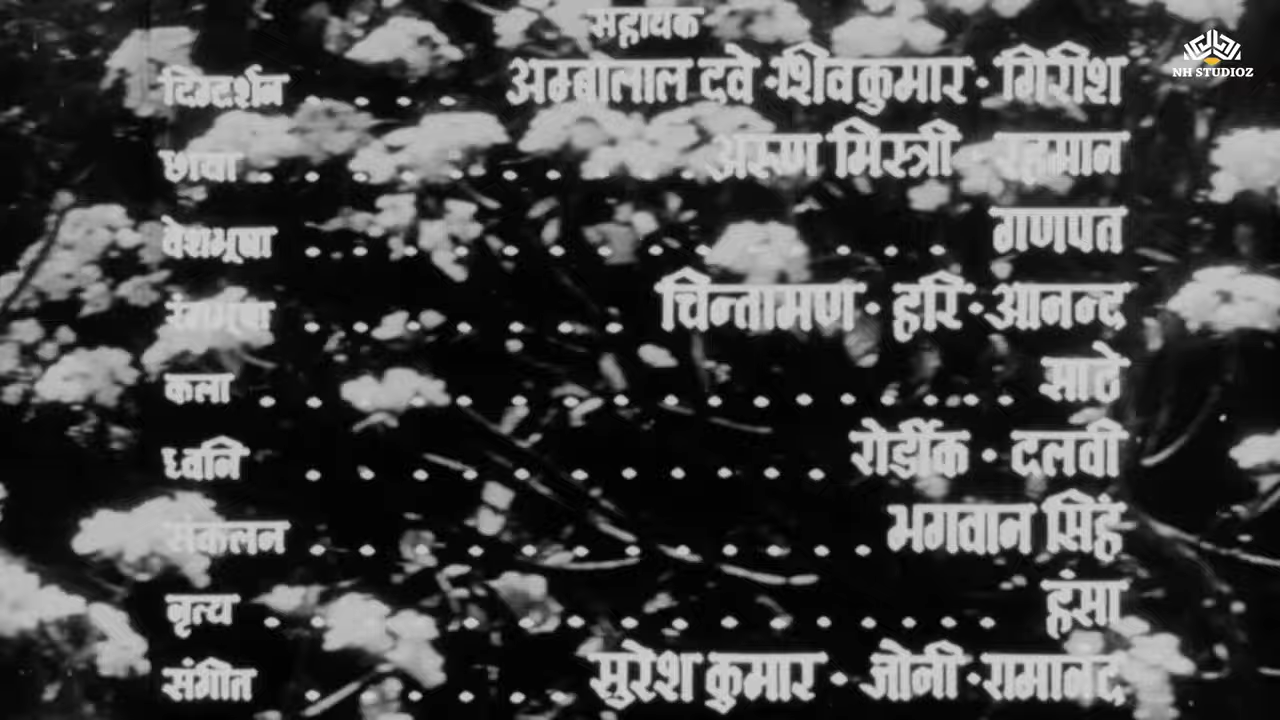 सहायक
दिग्दर्शन . . . . अम्बालाल दवे · शिवकुमार · गिरीश
छाया . . . . . . . . . . अरुण मिस्त्री · रहमान
वेशभूषा . . . . . . . . . . . . . . गणपत
रंगभूषा . . . . . . . चिन्तामण · हरि · आनन्द
कला . . . . . . . . . . . . . . . . . साठे
ध्वनि . . . . . . . . . . . . रोड्रीक · दलवी
संकलन . . . . . . . . . . . . . भगवान सिंह
नृत्य . . . . . . . . . . . . . . . . . हंसा
संगीत . . . . . . सुरेश कुमार · जोनी · रामानंद
NH STUDIOZ